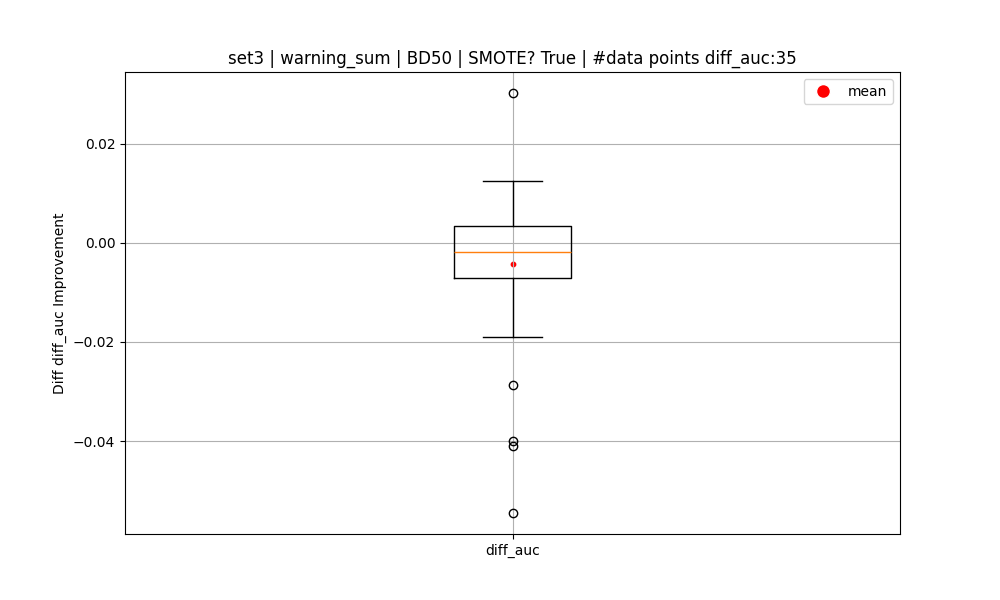 set3 | warning_sum | BD50 | SMOTE? True | #data points diff_auc:35
mean
Diff diff_auc Improvement
0.02
0.00
−0.02
−0.04
diff_auc